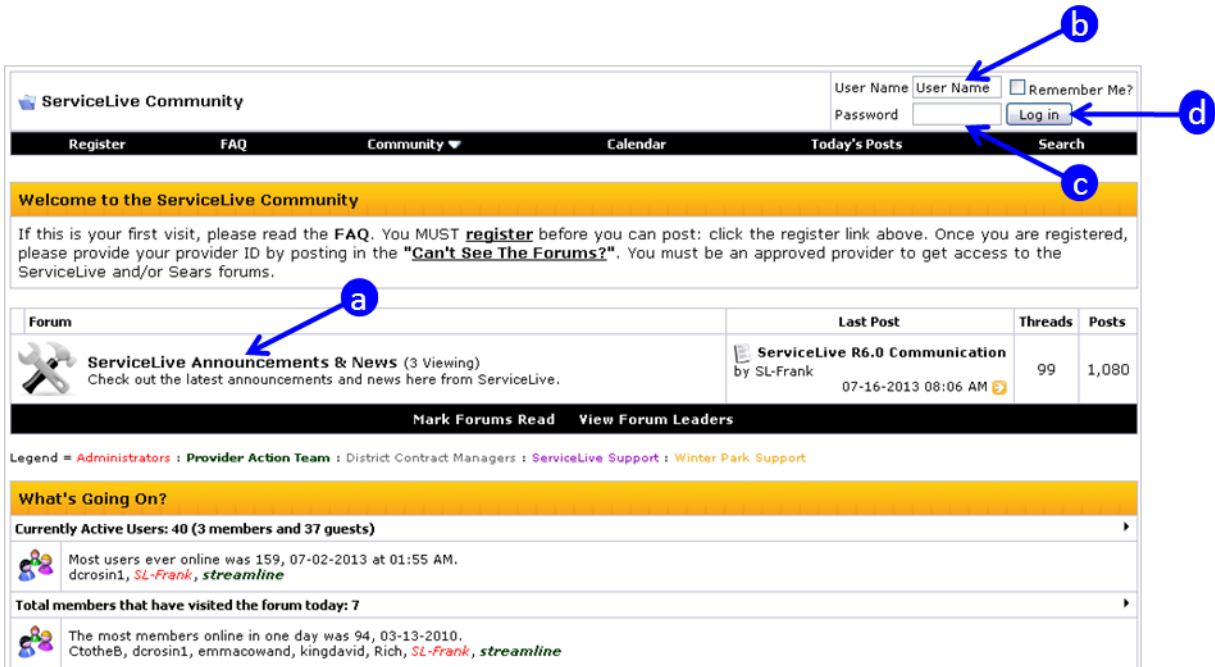 b
ServiceLive Community
User Name User Name Remember Me?
Password Log in
d
Register FAQ Community Calendar Today's Posts Search
c
Welcome to the ServiceLive Community
If this is your first visit, please read the FAQ. You MUST register before you can post: click the register link above. Once you are registered,
please provide your provider ID by posting in the "Can't See The Forums?". You must be an approved provider to get access to the
ServiceLive and/or Sears forums.
a
Forum Last Post Threads Posts
ServiceLive Announcements & News (3 Viewing)
Check out the latest announcements and news here from ServiceLive.
ServiceLive R6.0 Communication
by SL-Frank
07-16-2013 08:06 AM
99 1,080
Mark Forums Read View Forum Leaders
Legend = Administrators : Provider Action Team : District Contract Managers : ServiceLive Support : Winter Park Support
What's Going On?
Currently Active Users: 40 (3 members and 37 guests)
Most users ever online was 159, 07-02-2013 at 01:55 AM.
dcrosin1, SL-Frank, streamline
Total members that have visited the forum today: 7
The most members online in one day was 94, 03-13-2010.
CtotheB, dcrosin1, emmacowand, kingdavid, Rich, SL-Frank, streamline